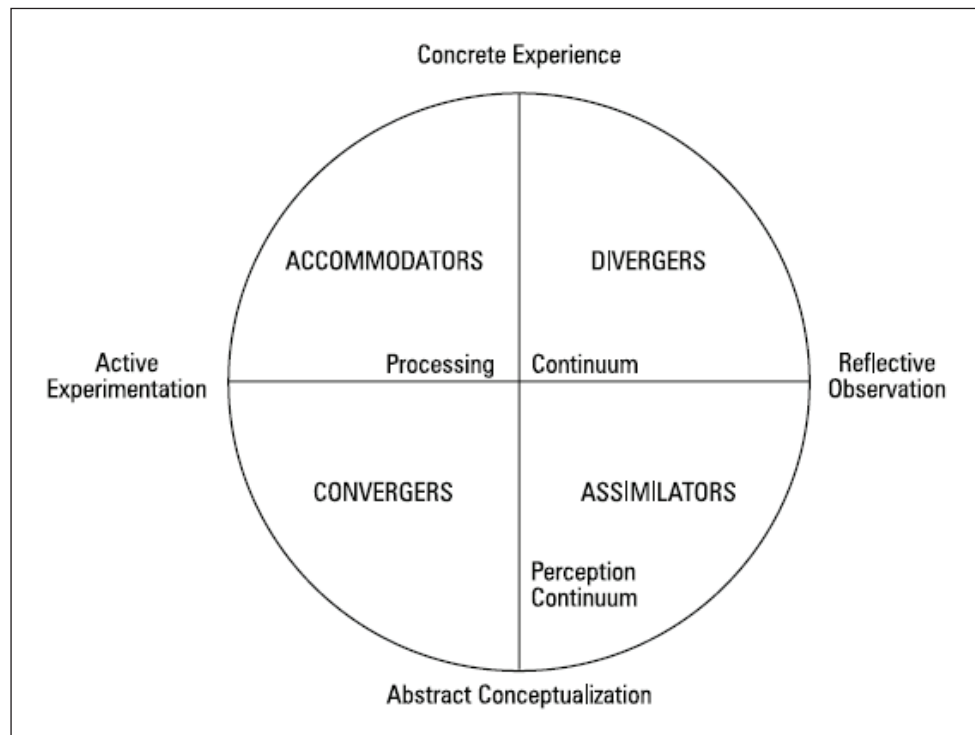 Concrete Experience
ACCOMMODATORS
DIVERGERS
Active
Experimentation
Processing
Continuum
Reflective
Observation
CONVERGERS
ASSIMILATORS
Perception
Continuum
Abstract Conceptualization